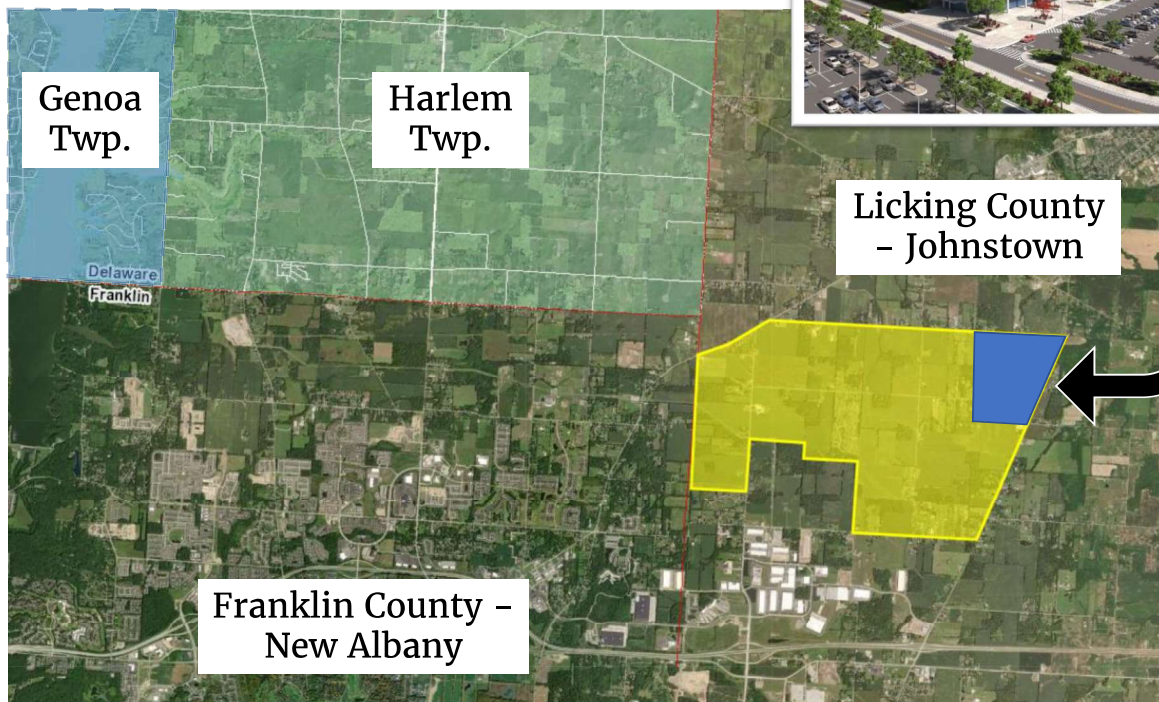 Genoa
Twp.
Harlem
Twp.
Licking County
– Johnstown
Delaware
Franklin
Franklin County –
New Albany